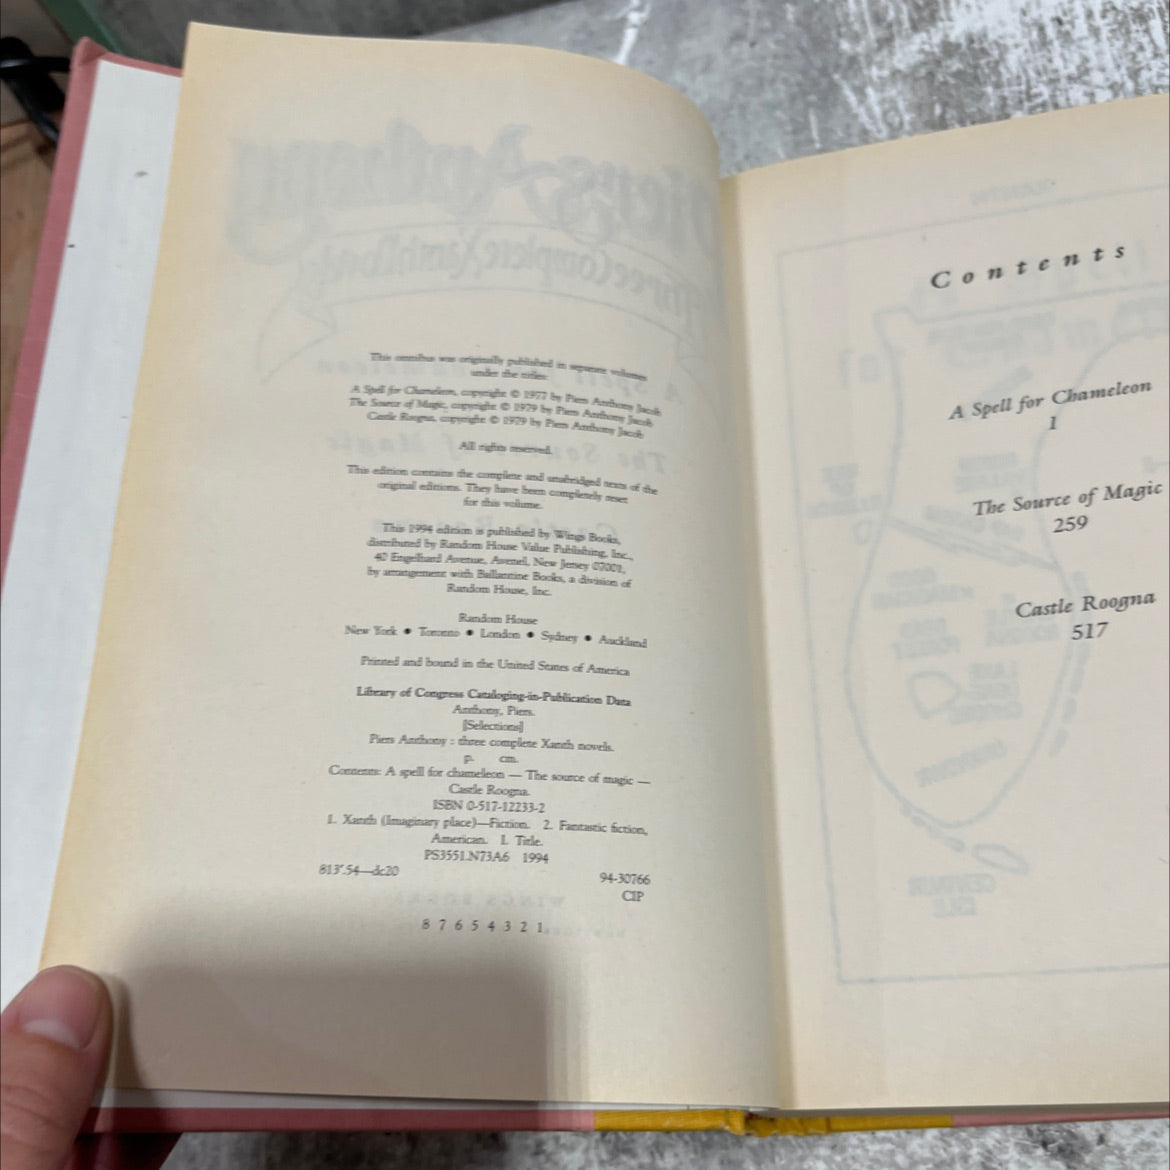 This omnibus was originally published in separate volumes
under the titles:
A Spell for Chameleon, copyright © 1977 by Piers Anthony Jacob
The Source of Magic, copyright © 1979 by Piers Anthony Jacob
Castle Roogna, copyright © 1979 by Piers Anthony Jacob
All rights reserved.
This edition contains the complete and unabridged texts of the
original editions. They have been completely reset
for this volume.
This 1994 edition is published by Wings Books,
distributed by Random House Value Publishing, Inc.,
40 Engelhard Avenue, Avenel, New Jersey 07001,
by arrangement with Ballantine Books, a division of
Random House, Inc.
Random House
New York • Toronto • London • Sydney • Auckland
Printed and bound in the United States of America
Library of Congress Cataloging-in-Publication Data
Anthony, Piers.
[Selections]
Piers Anthony : three complete Xanth novels.
p. cm.
Contents: A spell for chameleon — The source of magic —
Castle Roogna.
ISBN 0-517-12233-2
1. Xanth (Imaginary place)—Fiction. 2. Fantastic fiction,
American. I. Title.
PS3551.N73A6 1994
813'.54—dc20 94-30766
CIP
8 7 6 5 4 3 2 1
Contents
A Spell for Chameleon
1
The Source of Magic
259
Castle Roogna
517